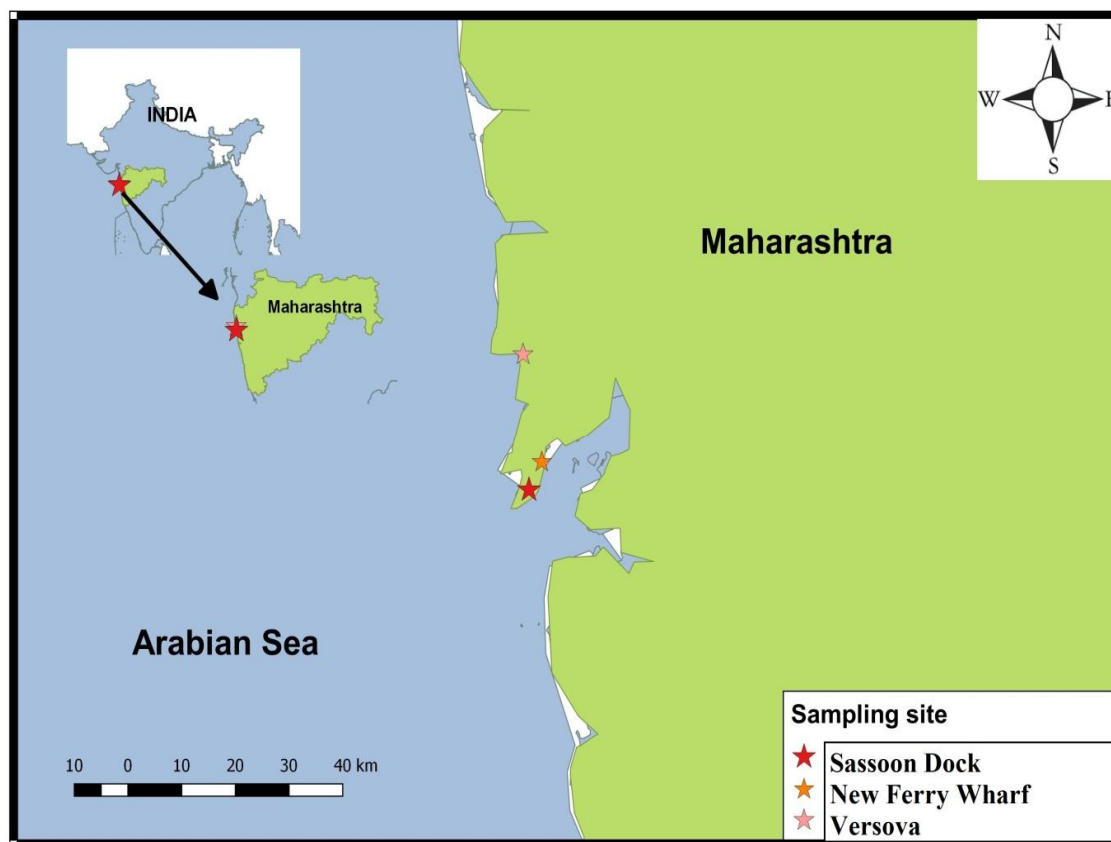 INDIA
Maharashtra
N
W
E
S
Maharashtra
Arabian Sea
10 0 10 20 30 40 km
Sampling site
Sassoon Dock
New Ferry Wharf
Versova